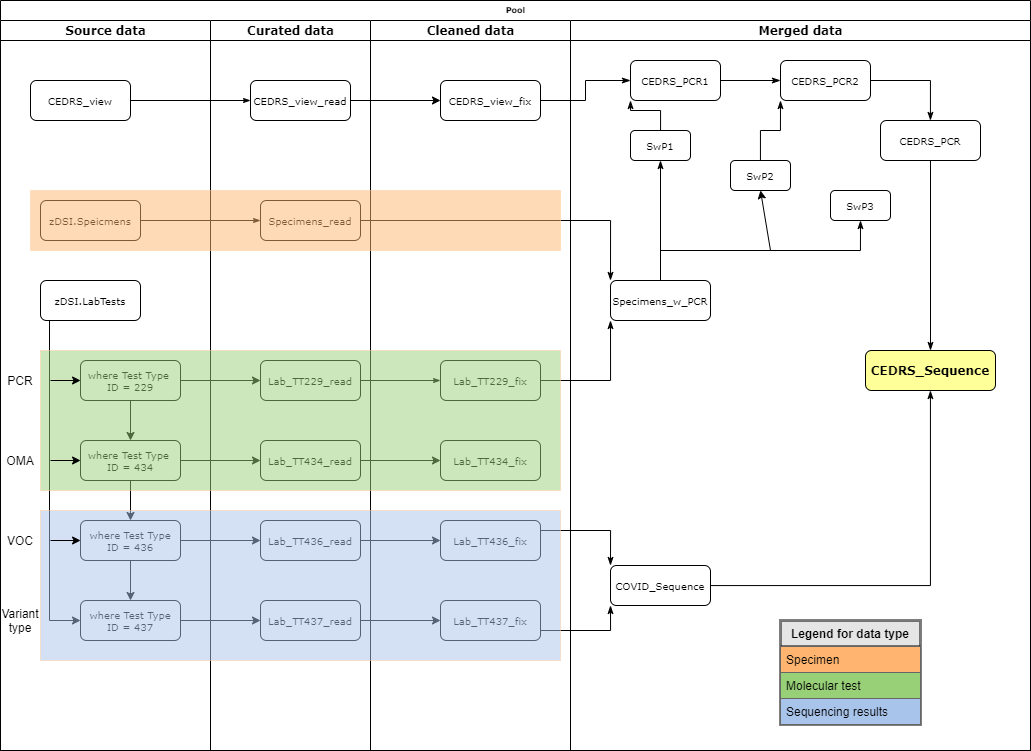 Pool
Source data
Curated data
Cleaned data
Merged data
CEDRS_view
CEDRS_view_read
CEDRS_view_fix
CEDRS_PCR1
CEDRS_PCR2
CEDRS_PCR
SwP1
SwP2
SwP3
zDSI.Speicmens
Specimens_read
zDSI.LabTests
Specimens_w_PCR
PCR
where Test Type
ID = 229
Lab_TT229_read
Lab_TT229_fix
CEDRS_Sequence
OMA
where Test Type
ID = 434
Lab_TT434_read
Lab_TT434_fix
VOC
where Test Type
ID = 436
Lab_TT436_read
Lab_TT436_fix
COVID_Sequence
Variant
type
where Test Type
ID = 437
Lab_TT437_read
Lab_TT437_fix
Legend for data type
Specimen
Molecular test
Sequencing results